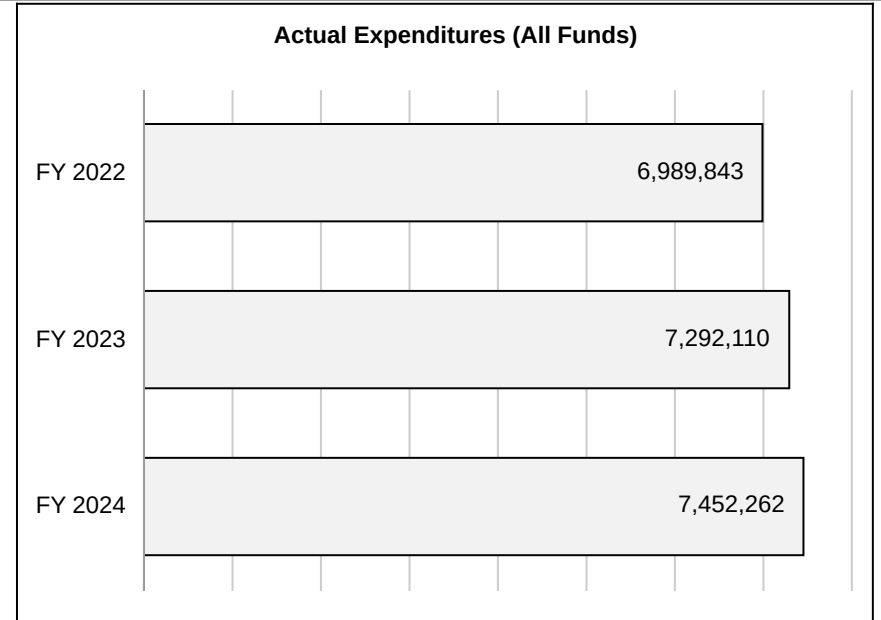 Actual Expenditures (All Funds)
FY 2022 6,989,843
FY 2023 7,292,110
FY 2024 7,452,262